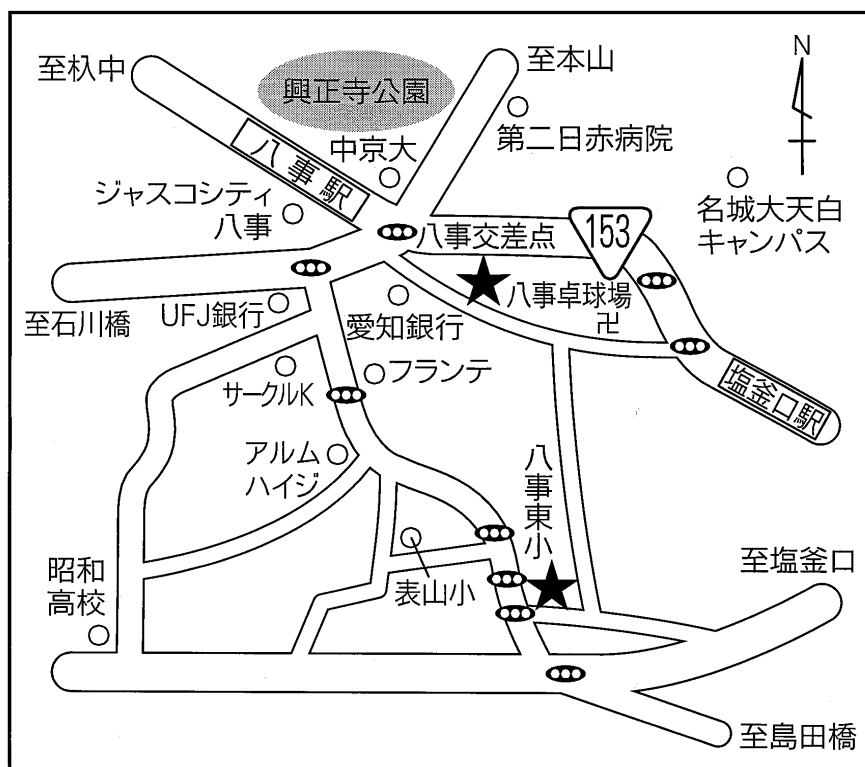 至杁中
至本山
N
興正寺公園
中京大
第二日赤病院
八事駅
ジャスコシティ
八事
名城大天白
キャンパス
153
八事交差点
八事卓球場
至石川橋
UFJ銀行
愛知銀行
サークルK
フランテ
塩釜口駅
アルム
ハイジ
八事東小
昭和
高校
表山小
至塩釜口
至島田橋